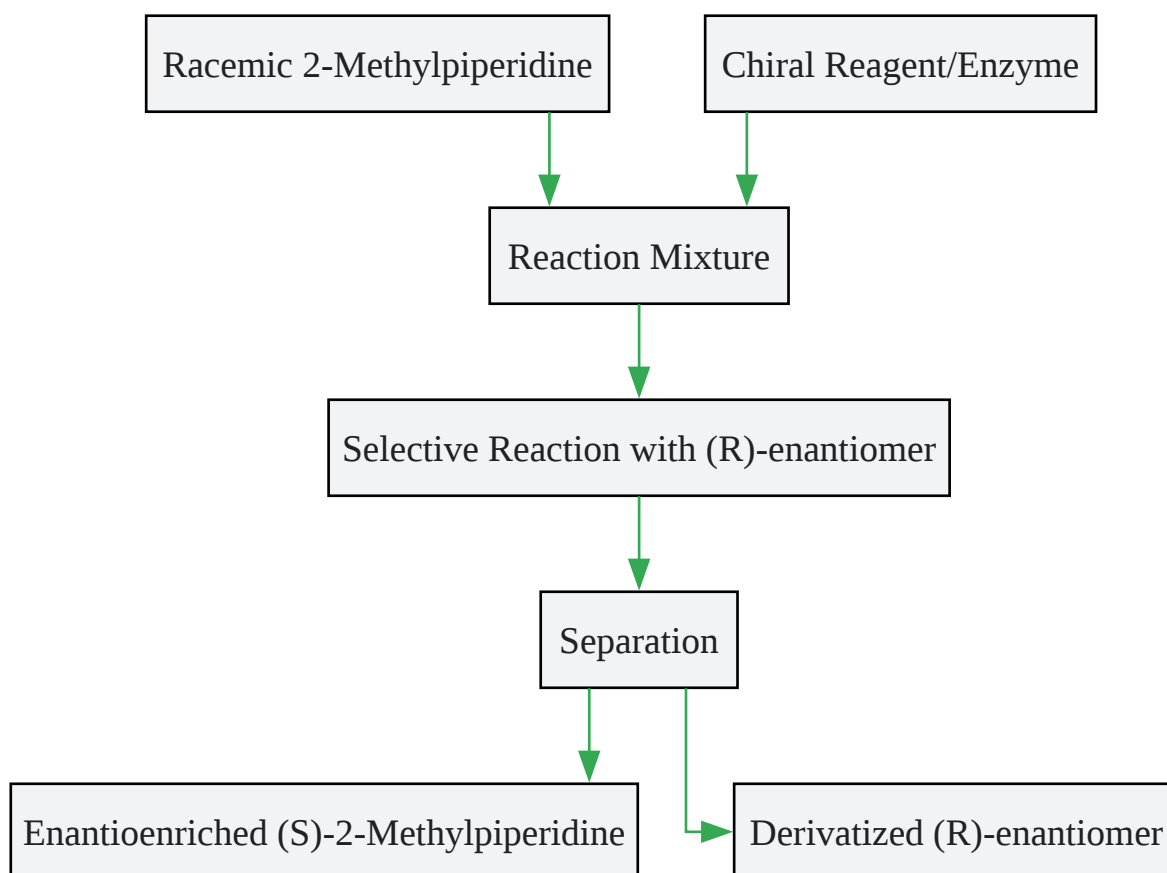 Racemic 2-Methylpiperidine
Chiral Reagent/Enzyme
Reaction Mixture
Selective Reaction with (R)-enantiomer
Separation
Enantioenriched (S)-2-Methylpiperidine
Derivatized (R)-enantiomer